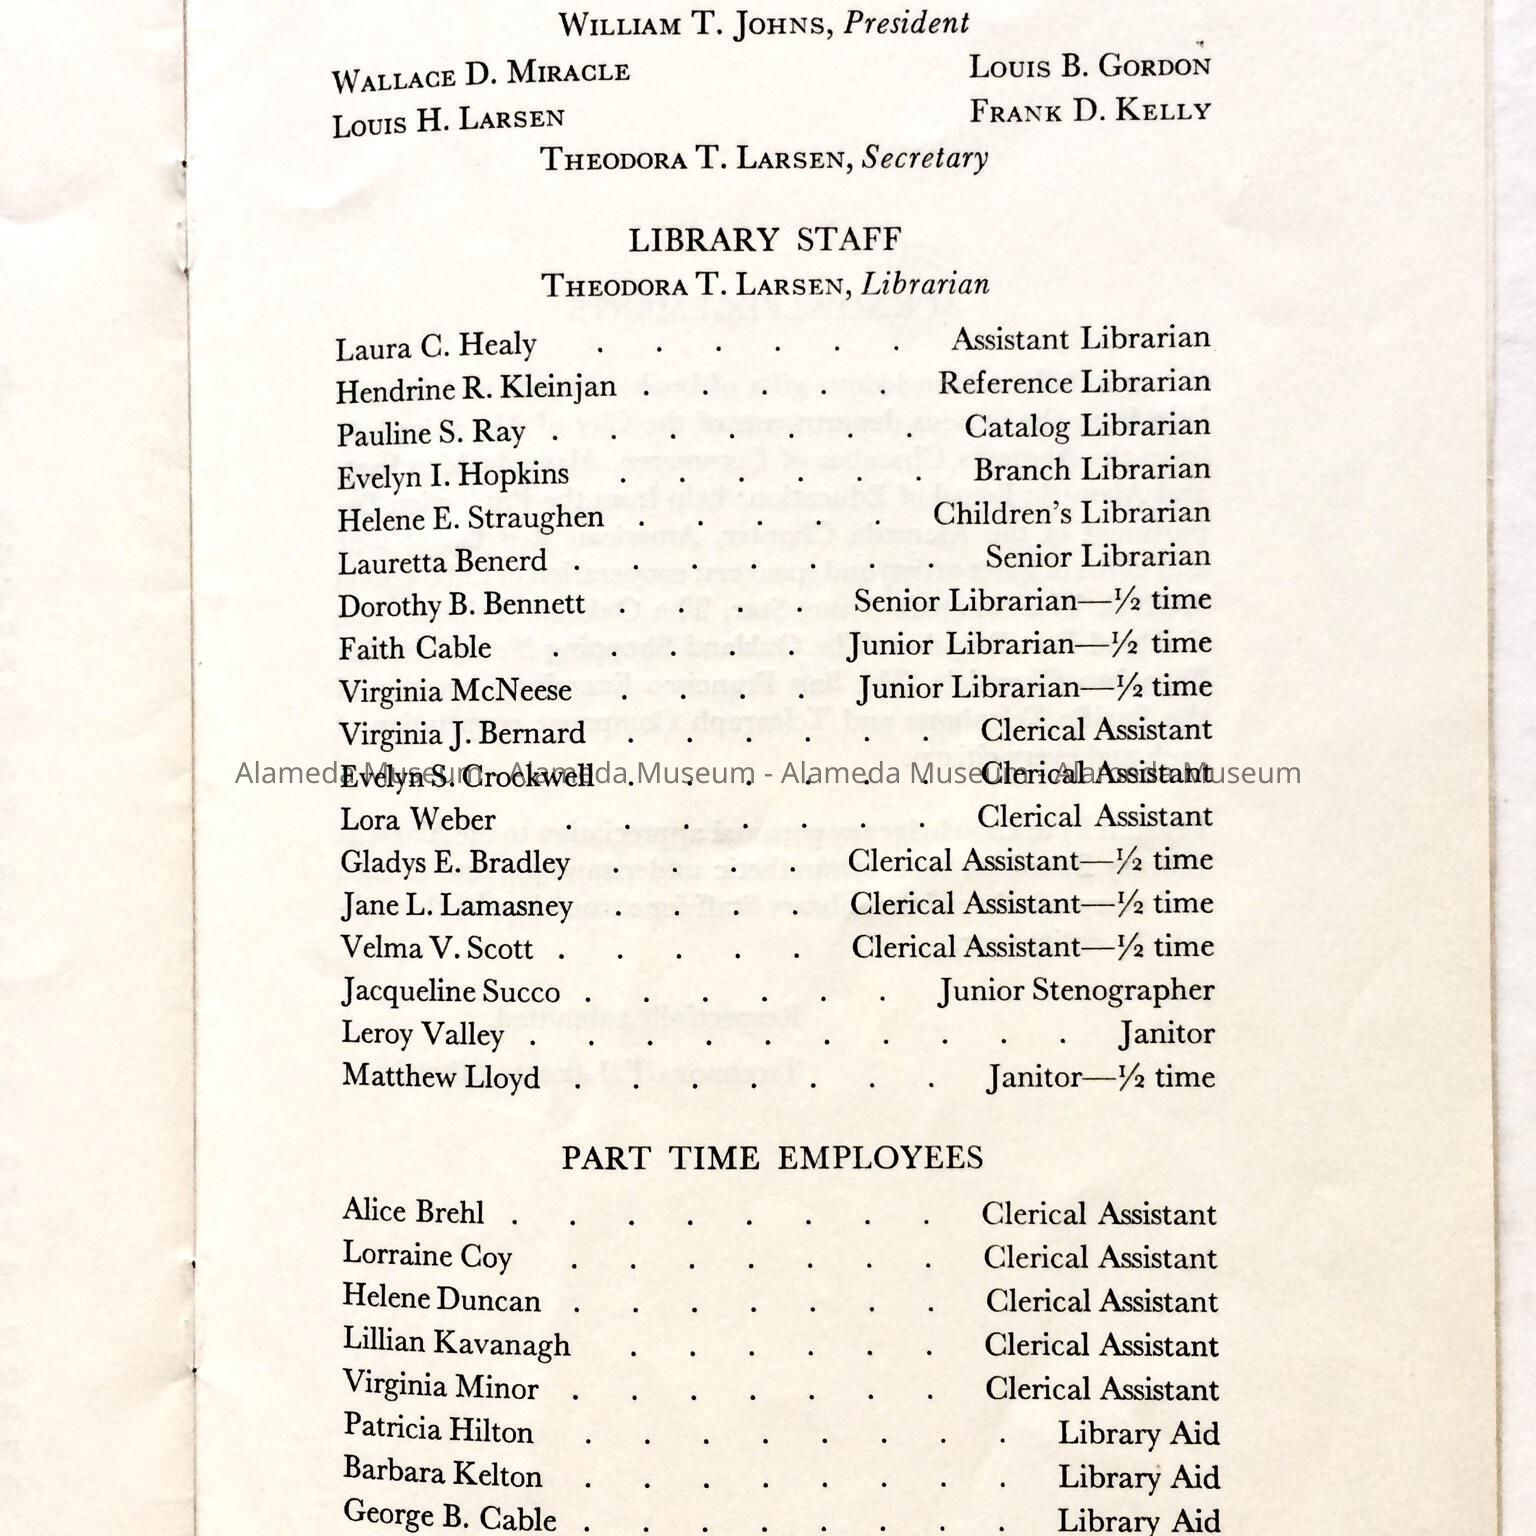 William T. Johns, President
Wallace D. Miracle Louis B. Gordon
Louis H. Larsen Frank D. Kelly
Theodora T. Larsen, Secretary
LIBRARY STAFF
Theodora T. Larsen, Librarian
Laura C. Healy . . . . . . Assistant Librarian
Hendrine R. Kleinjan . . . . . Reference Librarian
Pauline S. Ray . . . . . . . Catalog Librarian
Evelyn I. Hopkins . . . . . . Branch Librarian
Helene E. Straughen . . . . . Children's Librarian
Lauretta Benerd . . . . . . . Senior Librarian
Dorothy B. Bennett . . . . Senior Librarian—½ time
Faith Cable . . . . . Junior Librarian—½ time
Virginia McNeese . . . . Junior Librarian—½ time
Virginia J. Bernard . . . . . . Clerical Assistant
Evelyn S. Crockwell . . . . . . Clerical Assistant
Alameda Museum - Alameda Museum - Alameda Museum - Alameda Museum
Lora Weber . . . . . . . Clerical Assistant
Gladys E. Bradley . . . . Clerical Assistant—½ time
Jane L. Lamasney . . . . Clerical Assistant—½ time
Velma V. Scott . . . . . Clerical Assistant—½ time
Jacqueline Succo . . . . . . Junior Stenographer
Leroy Valley . . . . . . . . . . Janitor
Matthew Lloyd . . . . . . . Janitor—½ time
PART TIME EMPLOYEES
Alice Brehl . . . . . . . . Clerical Assistant
Lorraine Coy . . . . . . . Clerical Assistant
Helene Duncan . . . . . . . Clerical Assistant
Lillian Kavanagh . . . . . . Clerical Assistant
Virginia Minor . . . . . . . Clerical Assistant
Patricia Hilton . . . . . . . . Library Aid
Barbara Kelton . . . . . . . . Library Aid
George B. Cable . . . . . . . . Library Aid